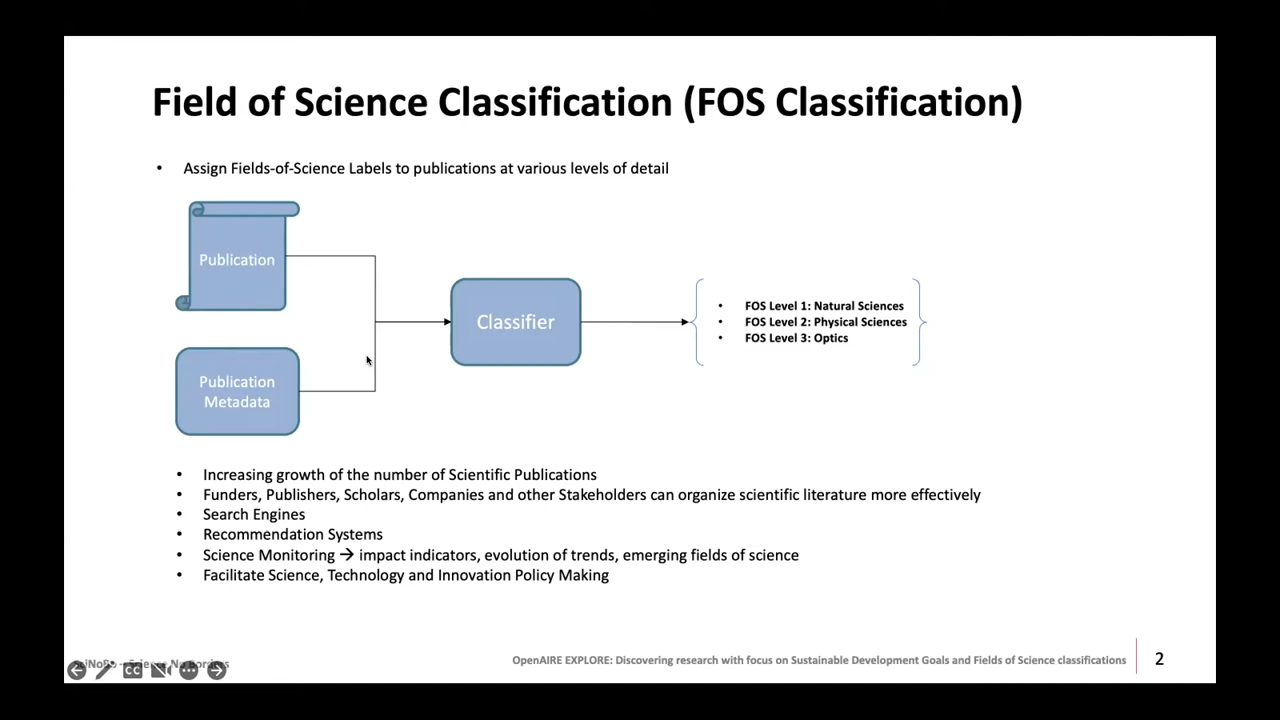 Field of Science Classification (FOS Classification)
• Assign Fields-of-Science Labels to publications at various levels of detail
Publication
Publication
Metadata
Classifier
• FOS Level 1: Natural Sciences
• FOS Level 2: Physical Sciences
• FOS Level 3: Optics
• Increasing growth of the number of Scientific Publications
• Funders, Publishers, Scholars, Companies and other Stakeholders can organize scientific literature more effectively
• Search Engines
• Recommendation Systems
• Science Monitoring → impact indicators, evolution of trends, emerging fields of science
• Facilitate Science, Technology and Innovation Policy Making
SciNoBo – Science No Borders
CC
OpenAIRE EXPLORE: Discovering research with focus on Sustainable Development Goals and Fields of Science classifications
2